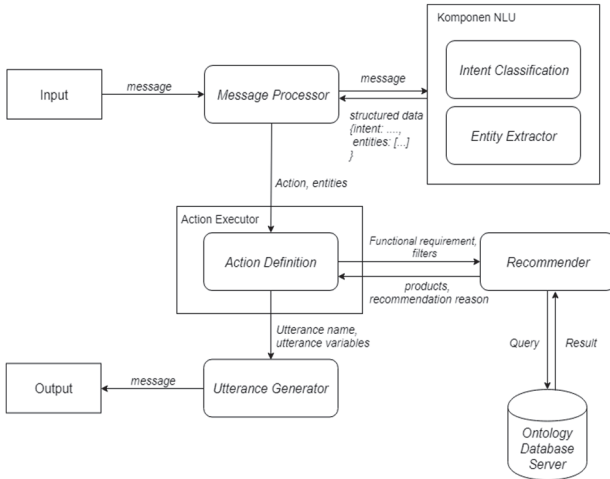 Komponen NLU
Input
message
Message Processor
message
structured data
{intent: ....,
entities: [...]
}
Intent Classification
Entity Extractor
Action, entities
Action Executor
Action Definition
Functional requirement,
filters
products,
recommendation reason
Recommender
Utterance name,
utterance variables
Query
Result
Output
message
Utterance Generator
Ontology
Database
Server